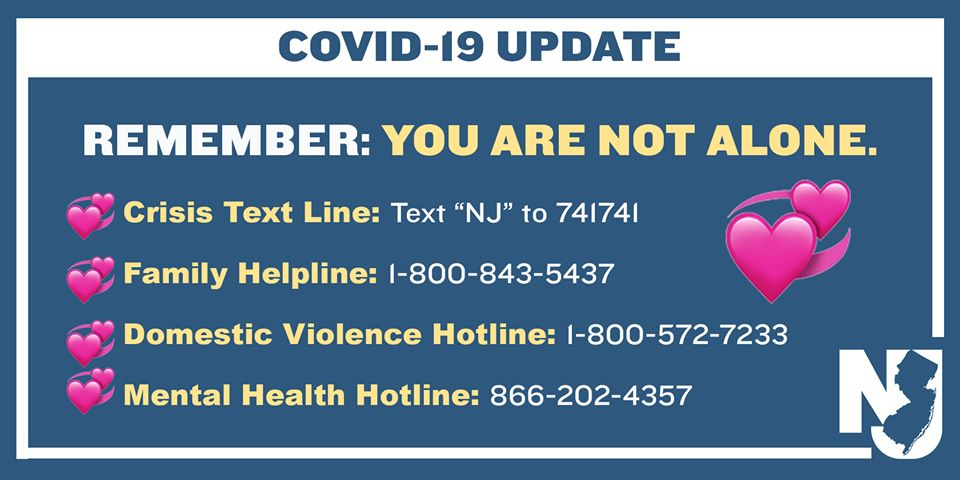 COVID-19 UPDATE
REMEMBER: YOU ARE NOT ALONE.
Crisis Text Line: Text “NJ” to 741741
Family Helpline: 1-800-843-5437
Domestic Violence Hotline: 1-800-572-7233
Mental Health Hotline: 866-202-4357
NJ